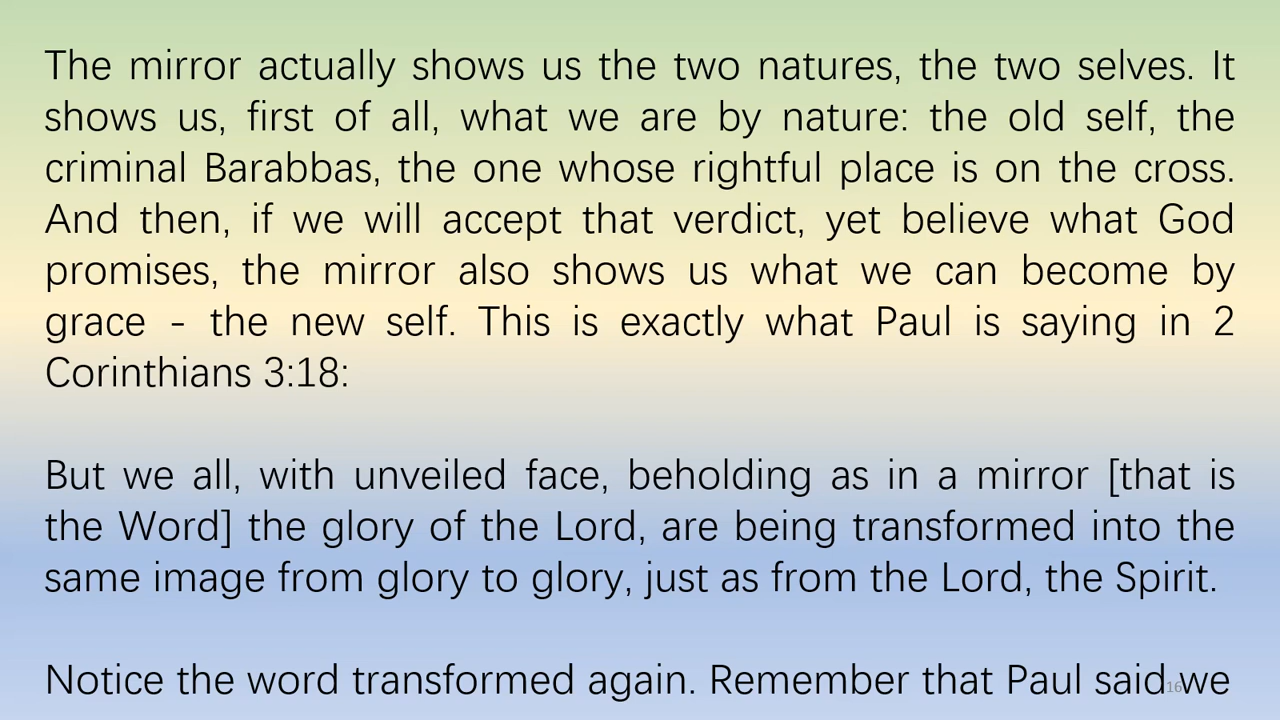 The mirror actually shows us the two natures, the two selves. It
shows us, first of all, what we are by nature: the old self, the
criminal Barabbas, the one whose rightful place is on the cross.
And then, if we will accept that verdict, yet believe what God
promises, the mirror also shows us what we can become by
grace - the new self. This is exactly what Paul is saying in 2
Corinthians 3:18:
But we all, with unveiled face, beholding as in a mirror [that is
the Word] the glory of the Lord, are being transformed into the
same image from glory to glory, just as from the Lord, the Spirit.
Notice the word transformed again. Remember that Paul said we
16